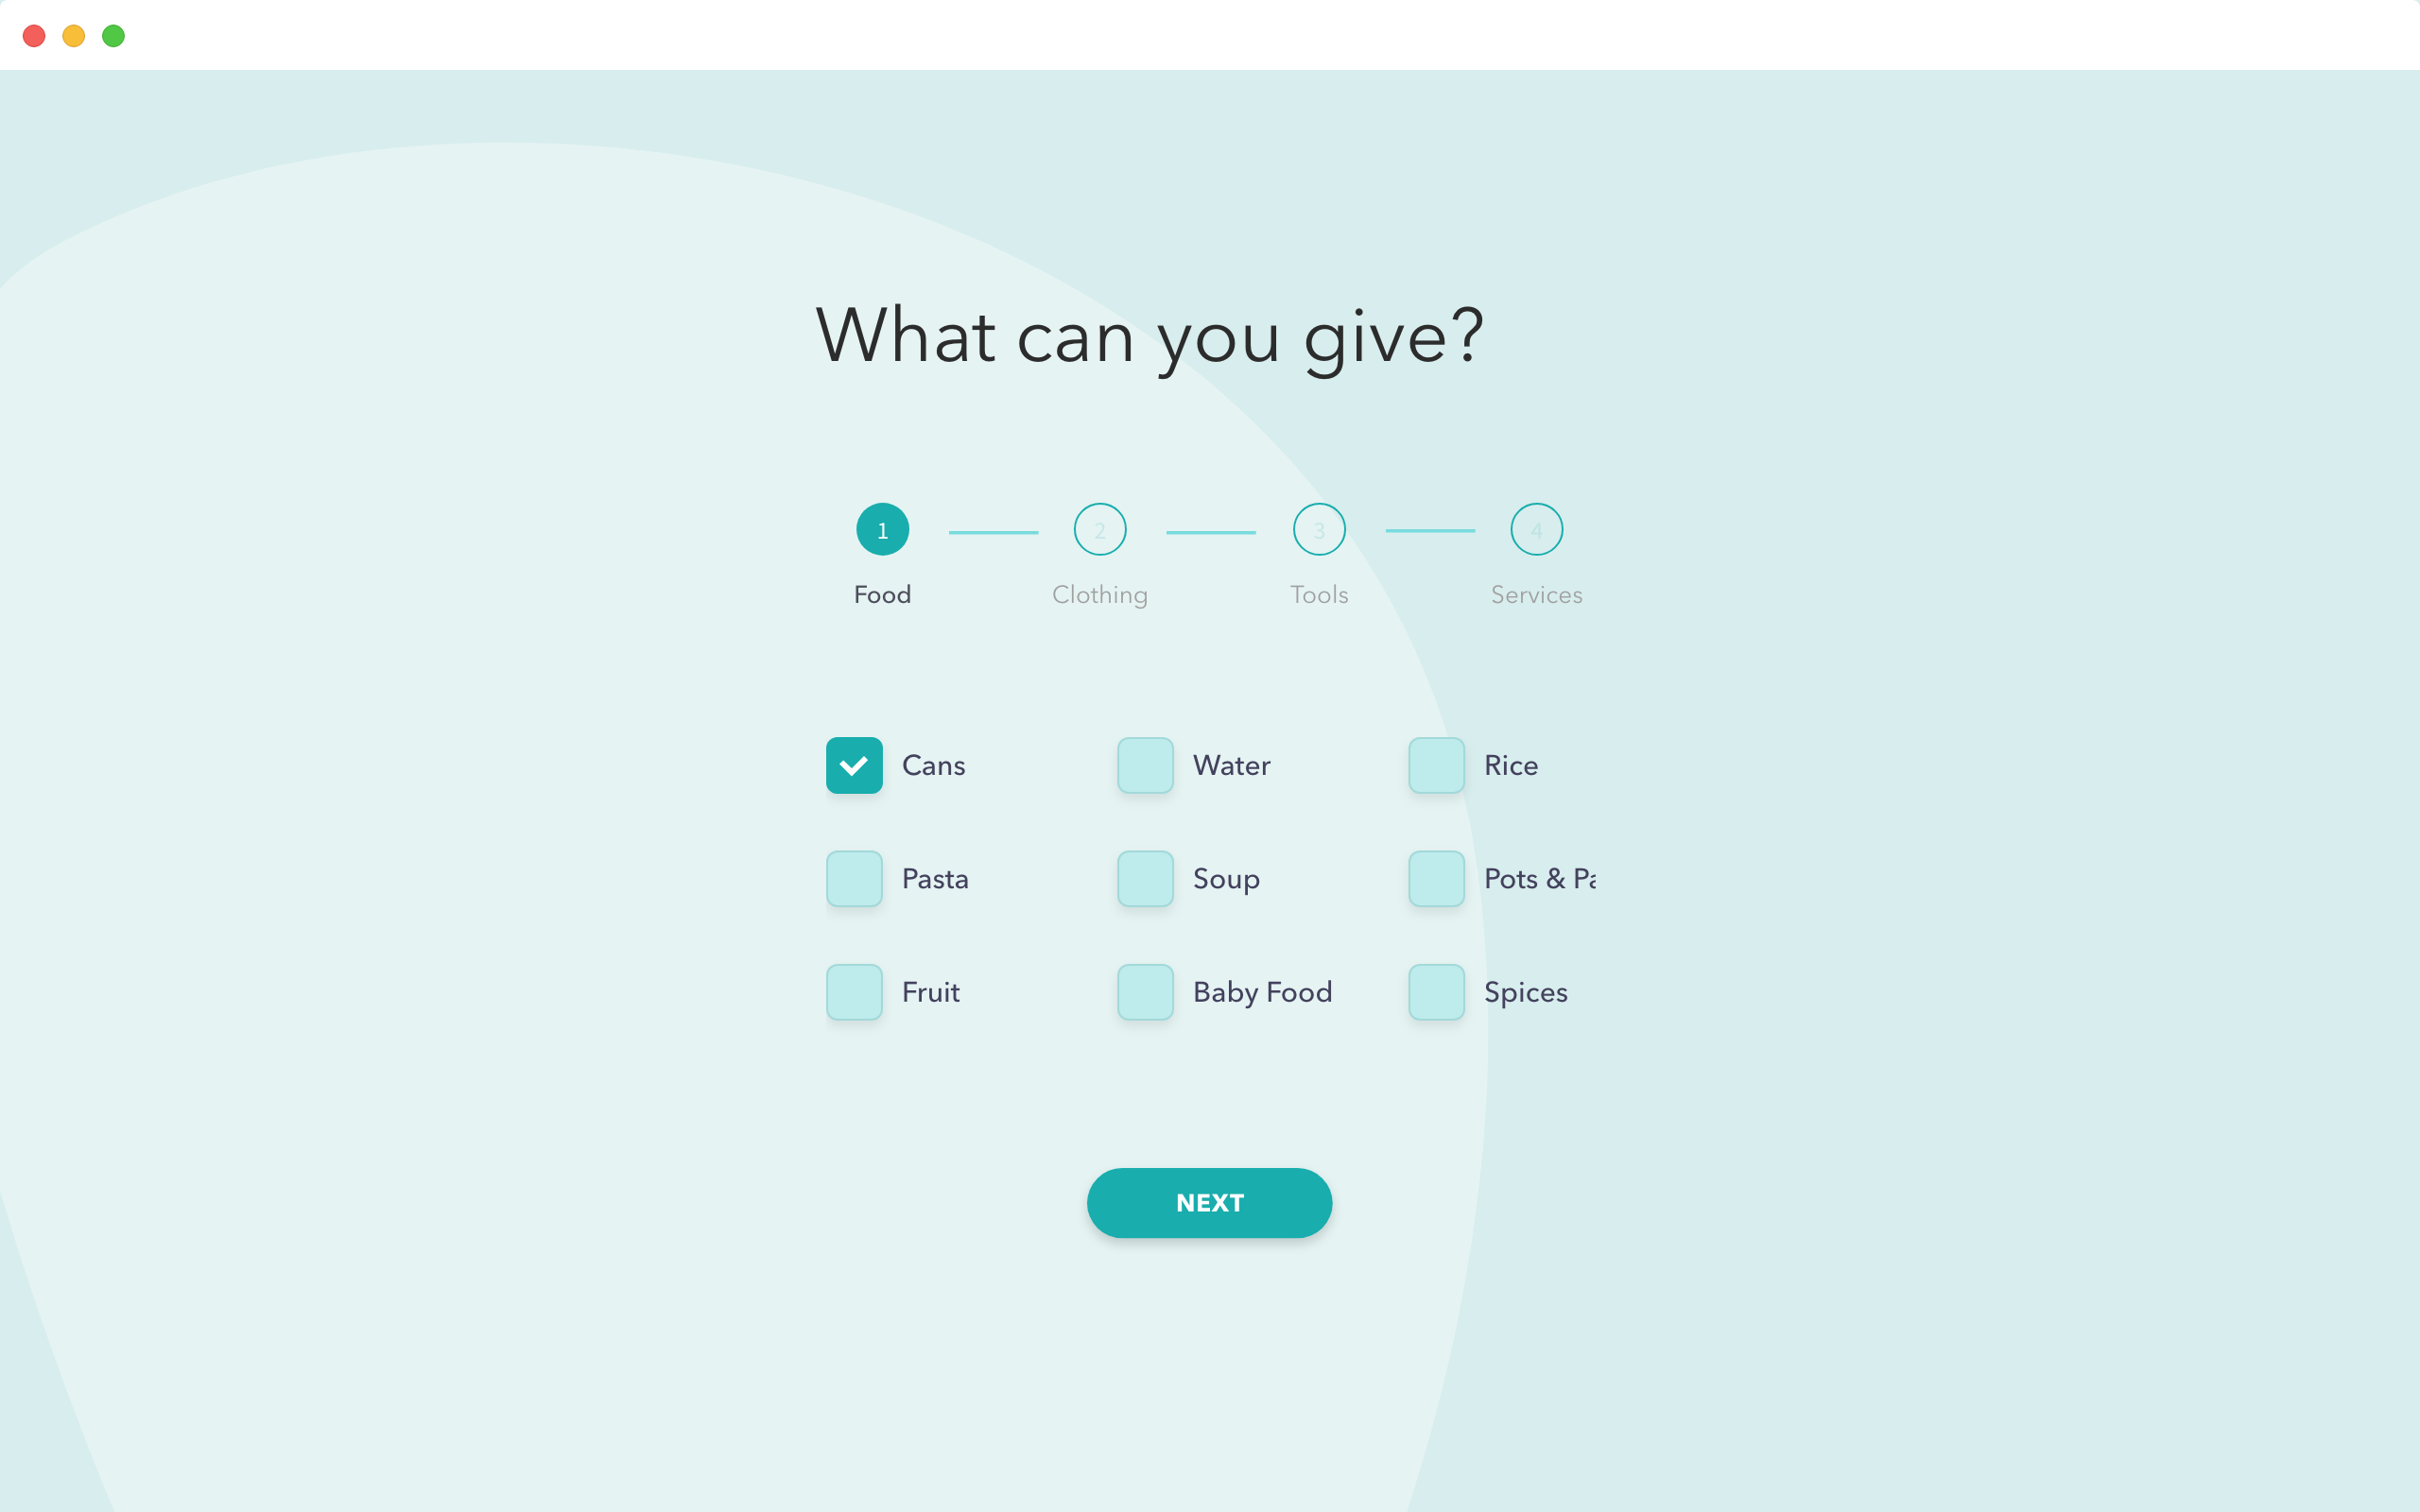 What can you give?
1
2
3
4
Food
Clothing
Tools
Services
Cans
Water
Rice
Pasta
Soup
Pots &
Fruit
Baby Food
Spices
NEXT